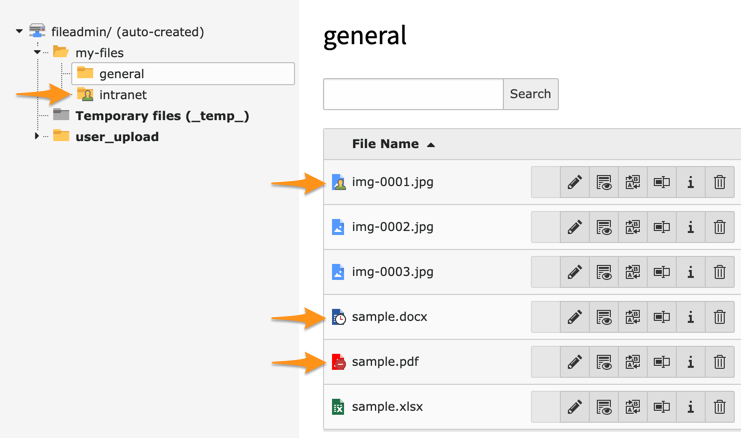 fileadmin/ (auto-created)
my-files
general
intranet
Temporary files (_temp_)
user_upload
general
Search
File Name
img-0001.jpg
img-0002.jpg
img-0003.jpg
sample.docx
sample.pdf
sample.xlsx